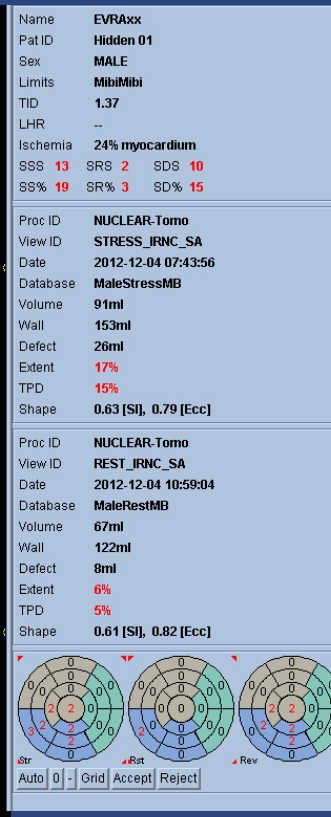 Name EVRAxx
Pat ID Hidden 01
Sex MALE
Limits MibiMibi
TID 1.37
LHR --
Ischemia 24% myocardium
SSS 13 SRS 2 SDS 10
SS% 19 SR% 3 SD% 15
Proc ID NUCLEAR-Tomo
View ID STRESS_IRNC_SA
Date 2012-12-04 07:43:56
Database MaleStressMB
Volume 91ml
Wall 153ml
Defect 26ml
Extent 17%
TPD 15%
Shape 0.63 [SI], 0.79 [Ecc]
Proc ID NUCLEAR-Tomo
View ID REST_IRNC_SA
Date 2012-12-04 10:59:04
Database MaleRestMB
Volume 67ml
Wall 122ml
Defect 8ml
Extent 6%
TPD 5%
Shape 0.61 [SI], 0.82 [Ecc]
Str Rst Rev
Auto 0 - Grid Accept Reject